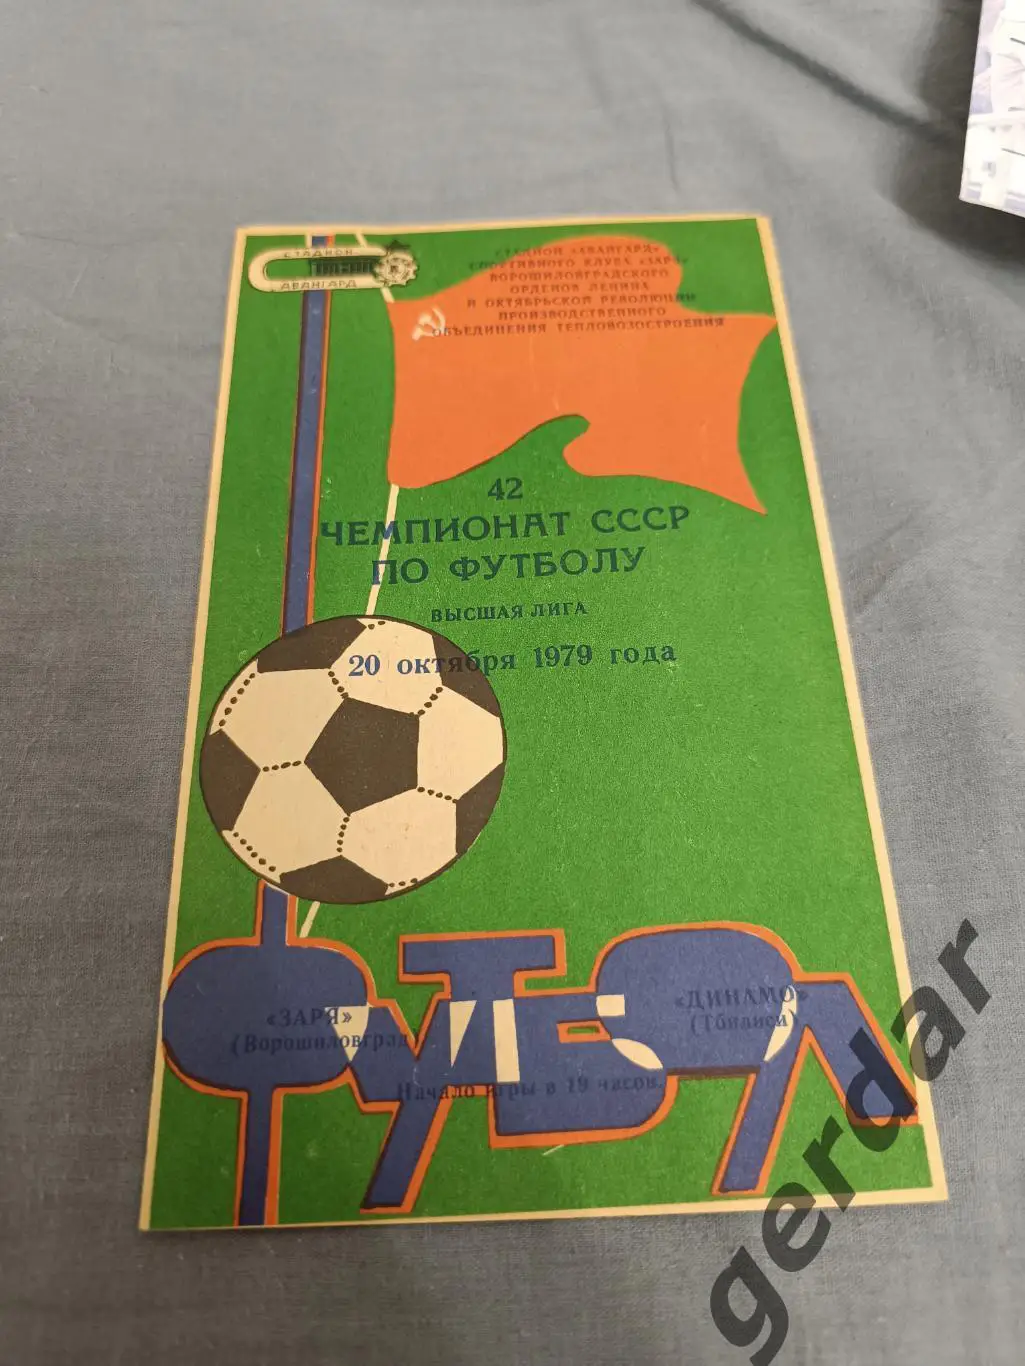 СТАДИОН
АВАНГАРД
СТАДИОН «АВАНГАРД»
СПОРТИВНОГО КЛУБА «ЗАРЯ»
ВОРОШИЛОВГРАДСКОГО
ОРДЕНОВ ЛЕНИНА
И ОКТЯБРЬСКОЙ РЕВОЛЮЦИИ
ПРОИЗВОДСТВЕННОГО
ОБЪЕДИНЕНИЯ ТЕПЛОВОЗОСТРОЕНИЯ
42
ЧЕМПИОНАТ СССР
ПО ФУТБОЛУ
ВЫСШАЯ ЛИГА
20 октября 1979 года
ФУТБОЛ
«ЗАРЯ»
(Ворошиловград)
«ДИНАМО»
(Тбилиси)
Начало игры в 19 часов.
gerdar